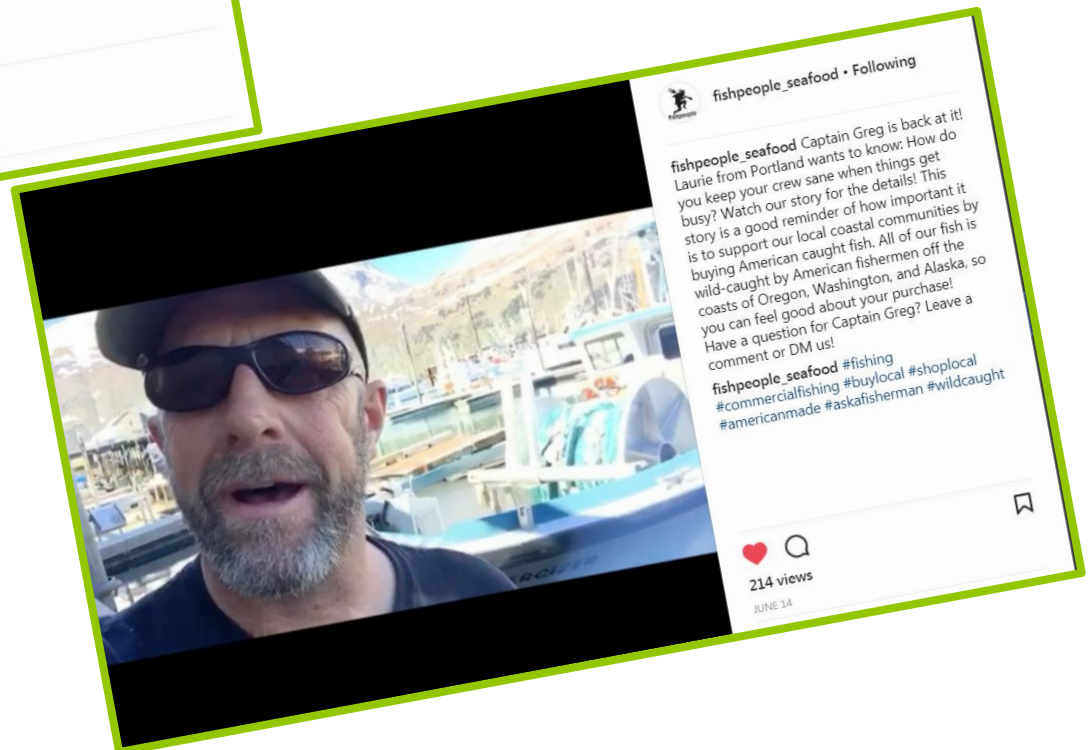 fishpeople_seafood • Following
fishpeople_seafood Captain Greg is back at it!
Laurie from Portland wants to know: How do
you keep your crew sane when things get
busy? Watch our story for the details! This
story is a good reminder of how important it
is to support our local coastal communities by
buying American caught fish. All of our fish is
wild-caught by American fishermen off the
coasts of Oregon, Washington, and Alaska, so
you can feel good about your purchase!
Have a question for Captain Greg? Leave a
comment or DM us!
fishpeople_seafood #fishing
#commercialfishing #buylocal #shoplocal
#americanmade #askafisherman #wildcaught
214 views
JUNE 14